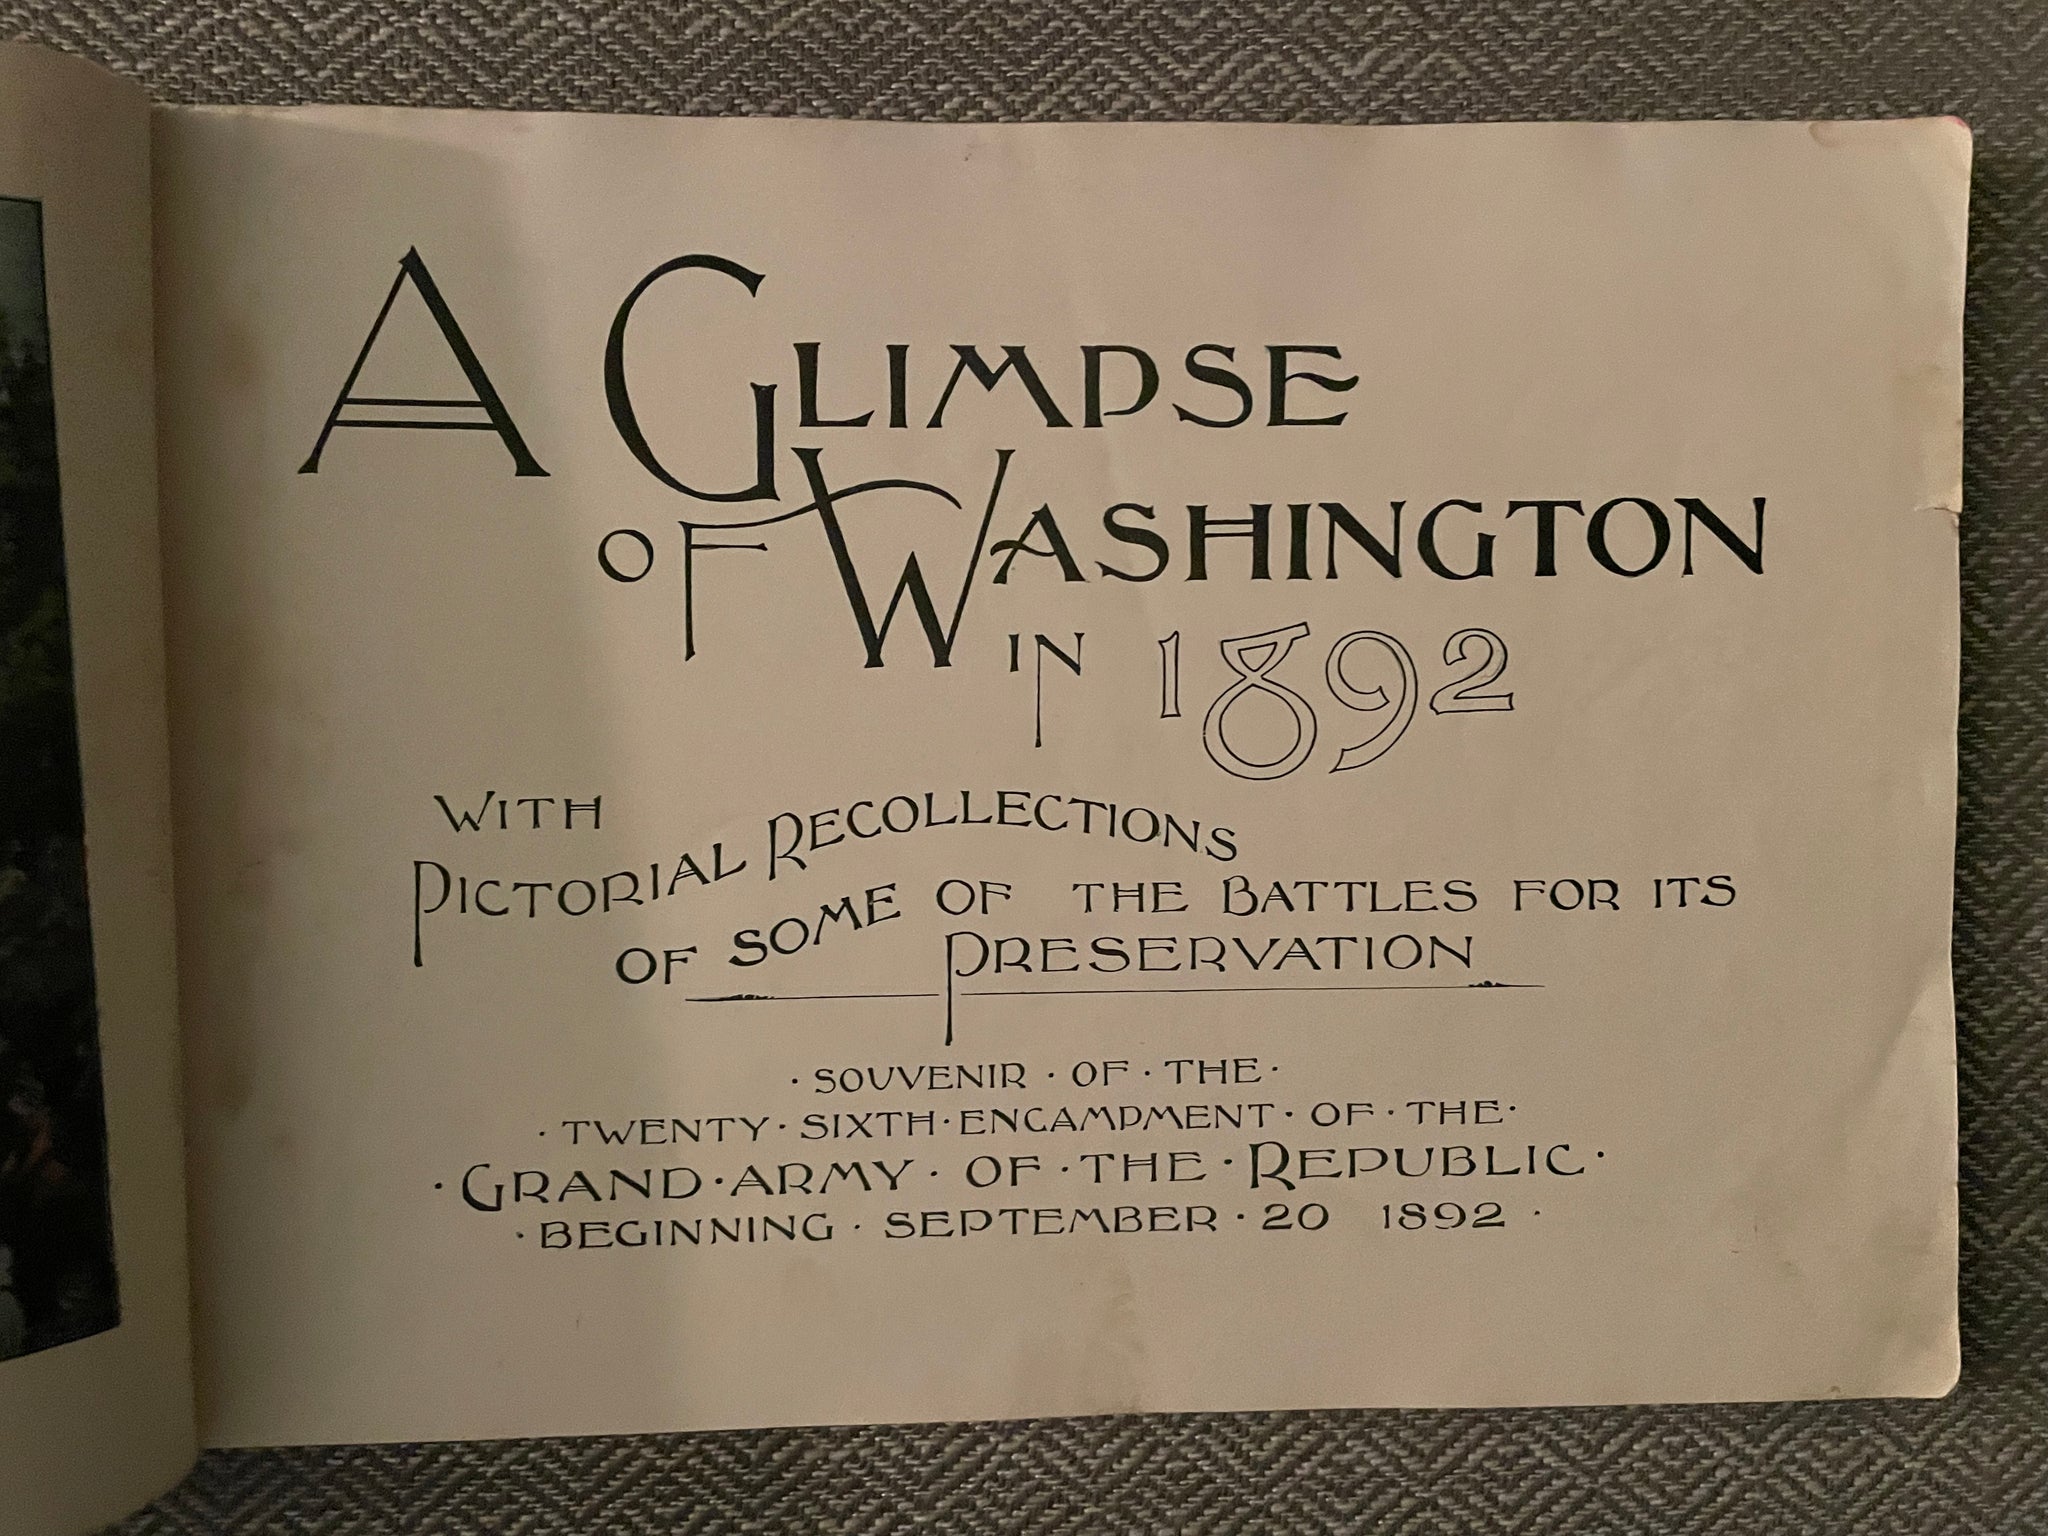 A GLIMPSE
OF WASHINGTON
IN 1892
WITH
PICTORIAL RECOLLECTIONS
OF SOME OF THE BATTLES FOR ITS
PRESERVATION
· SOUVENIR · OF · THE ·
· TWENTY · SIXTH · ENCAMPMENT · OF · THE ·
· GRAND · ARMY · OF · THE · REPUBLIC ·
· BEGINNING · SEPTEMBER · 20 1892 ·